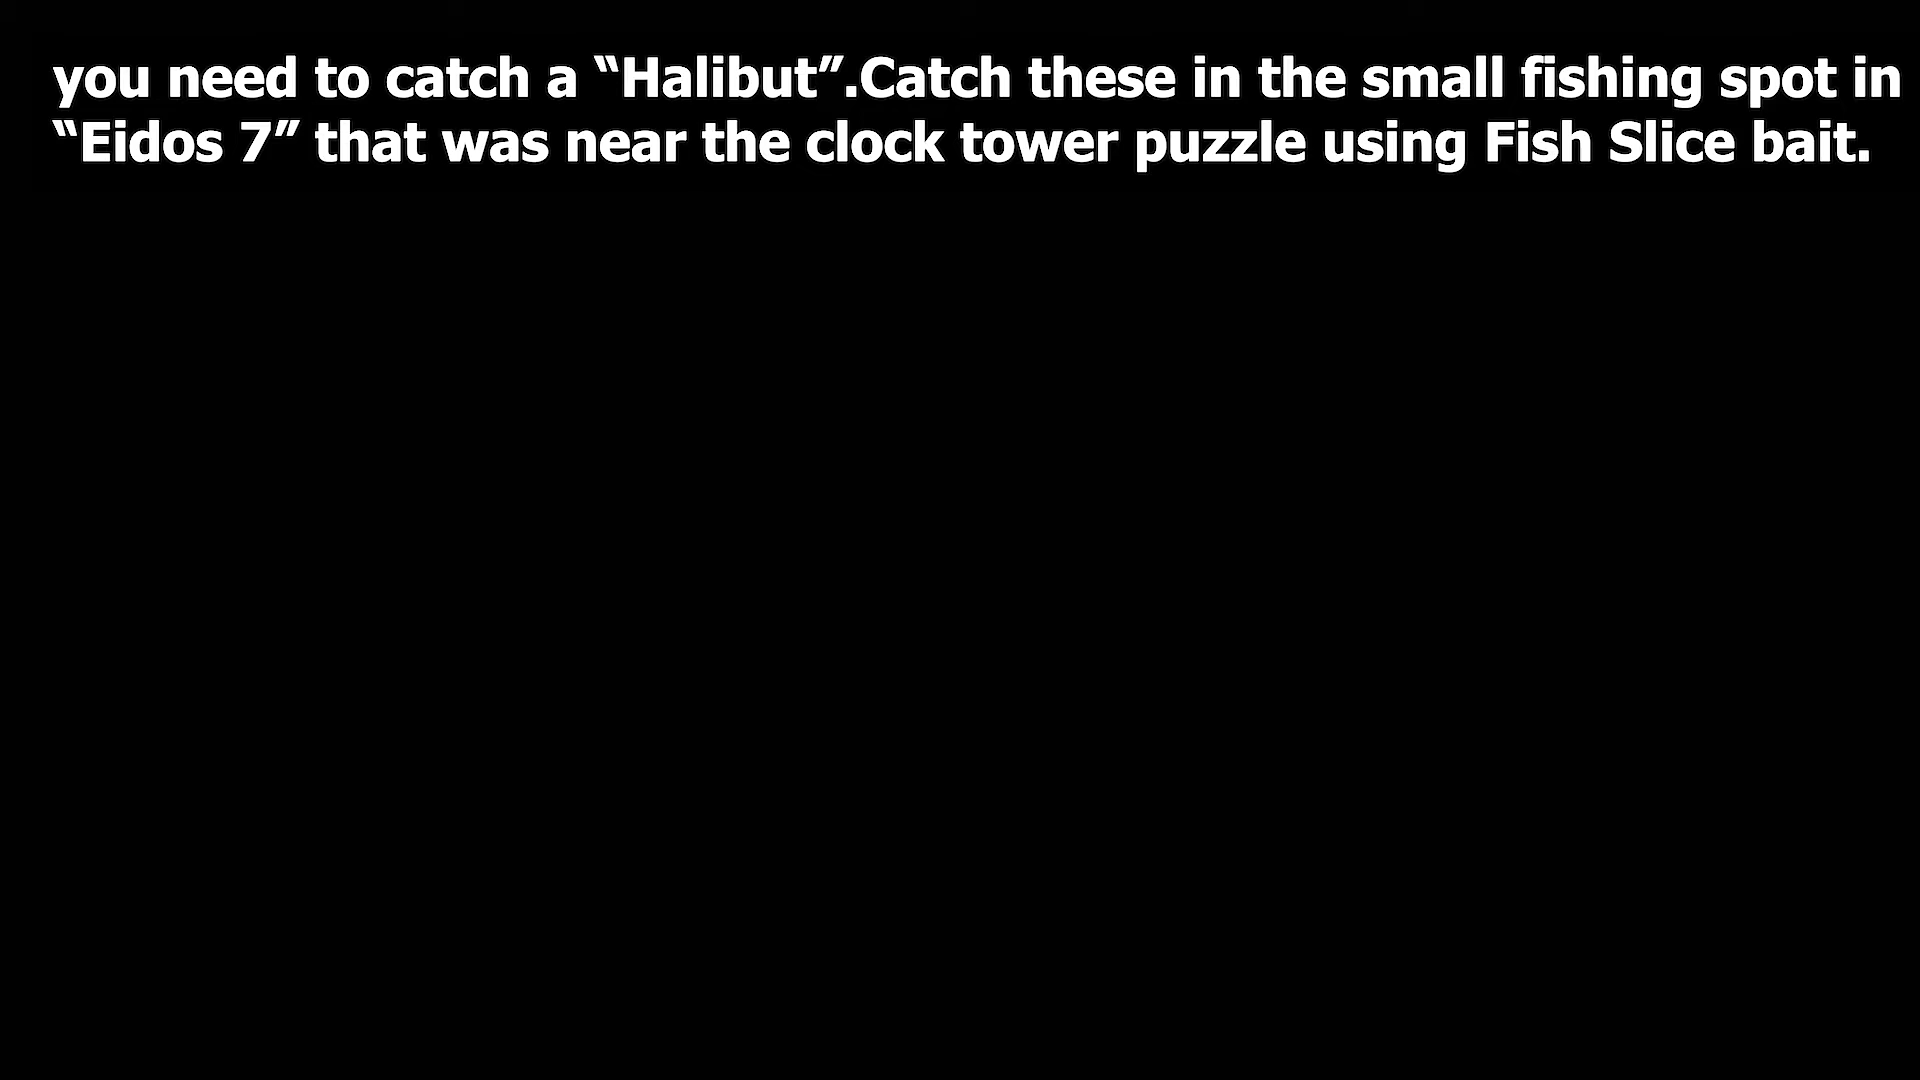 you need to catch a “Halibut”.Catch these in the small fishing spot in
“Eidos 7” that was near the clock tower puzzle using Fish Slice bait.